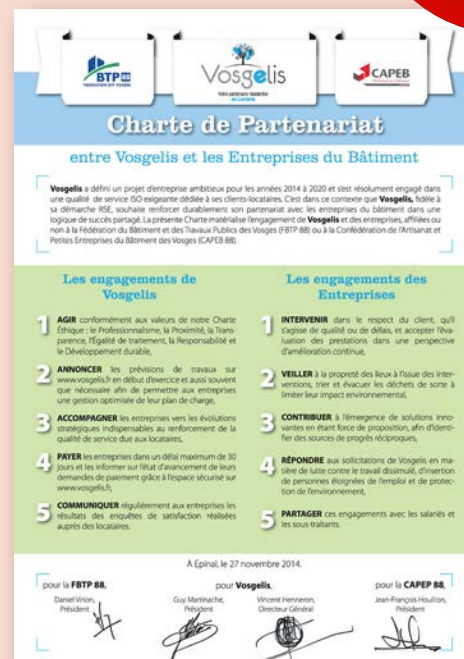 BTP 88
FÉDÉRATION BTP VOSGES
Vosgelis
Votre partenaire résidentiel
en Lorraine
CAPEB
Charte de Partenariat
entre Vosgelis et les Entreprises du Bâtiment
Vosgelis a défini un projet d'entreprise ambitieux pour les années 2014 à 2020 et s'est résolument engagé dans
une qualité de service ISO exigeante dédiée à ses clients-locataires. C'est dans ce contexte que Vosgelis, fidèle à
sa démarche RSE, souhaite renforcer durablement son partenariat avec les entreprises du bâtiment dans une
logique de succès partagé. La présente Charte matérialise l'engagement de Vosgelis et des entreprises, affiliées ou
non à la Fédération du Bâtiment et des Travaux Publics des Vosges (FBTP 88) ou à la Confédération de l'Artisanat et
Petites Entreprises du Bâtiment des Vosges (CAPEB 88).
Les engagements de
Vosgelis
1 AGIR conformément aux valeurs de notre Charte
Éthique : le Professionnalisme, la Proximité, la Trans-
parence, l'Égalité de traitement, la Responsabilité et
le Développement durable,
2 ANNONCER les prévisions de travaux sur
www.vosgelis.fr en début d'exercice et aussi souvent
que nécessaire afin de permettre aux entreprises
une gestion optimisée de leur plan de charge,
3 ACCOMPAGNER les entreprises vers les évolutions
stratégiques indispensables au renforcement de la
qualité de service due aux locataires,
4 PAYER les entreprises dans un délai maximum de 30
jours et les informer sur l'état d'avancement de leurs
demandes de paiement grâce à l'espace sécurisé sur
www.vosgelis.fr,
5 COMMUNIQUER régulièrement aux entreprises les
résultats des enquêtes de satisfaction réalisées
auprès des locataires.
Les engagements des
Entreprises
1 INTERVENIR dans le respect du client, qu'il
s'agisse de qualité ou de délais, et accepter l'éva-
luation des prestations dans une perspective
d'amélioration continue,
2 VEILLER à la propreté des lieux à l'issue des inter-
ventions, trier et évacuer les déchets de sorte à
limiter leur impact environnemental,
3 CONTRIBUER à l'émergence de solutions inno-
vantes en étant force de proposition, afin d'identi-
fier des sources de progrès réciproques,
4 RÉPONDRE aux sollicitations de Vosgelis en ma-
tière de lutte contre le travail dissimulé, d'insertion
de personnes éloignées de l'emploi et de protec-
tion de l'environnement,
5 PARTAGER ces engagements avec les salariés et
les sous-traitants.
À Épinal, le 27 novembre 2014.
pour la FBTP 88,
Daniel Virion,
Président
pour Vosgelis,
Guy Martinache,
Président
Vincent Henneron,
Directeur Général
pour la CAPEP 88,
Jean-François Houillon,
Président